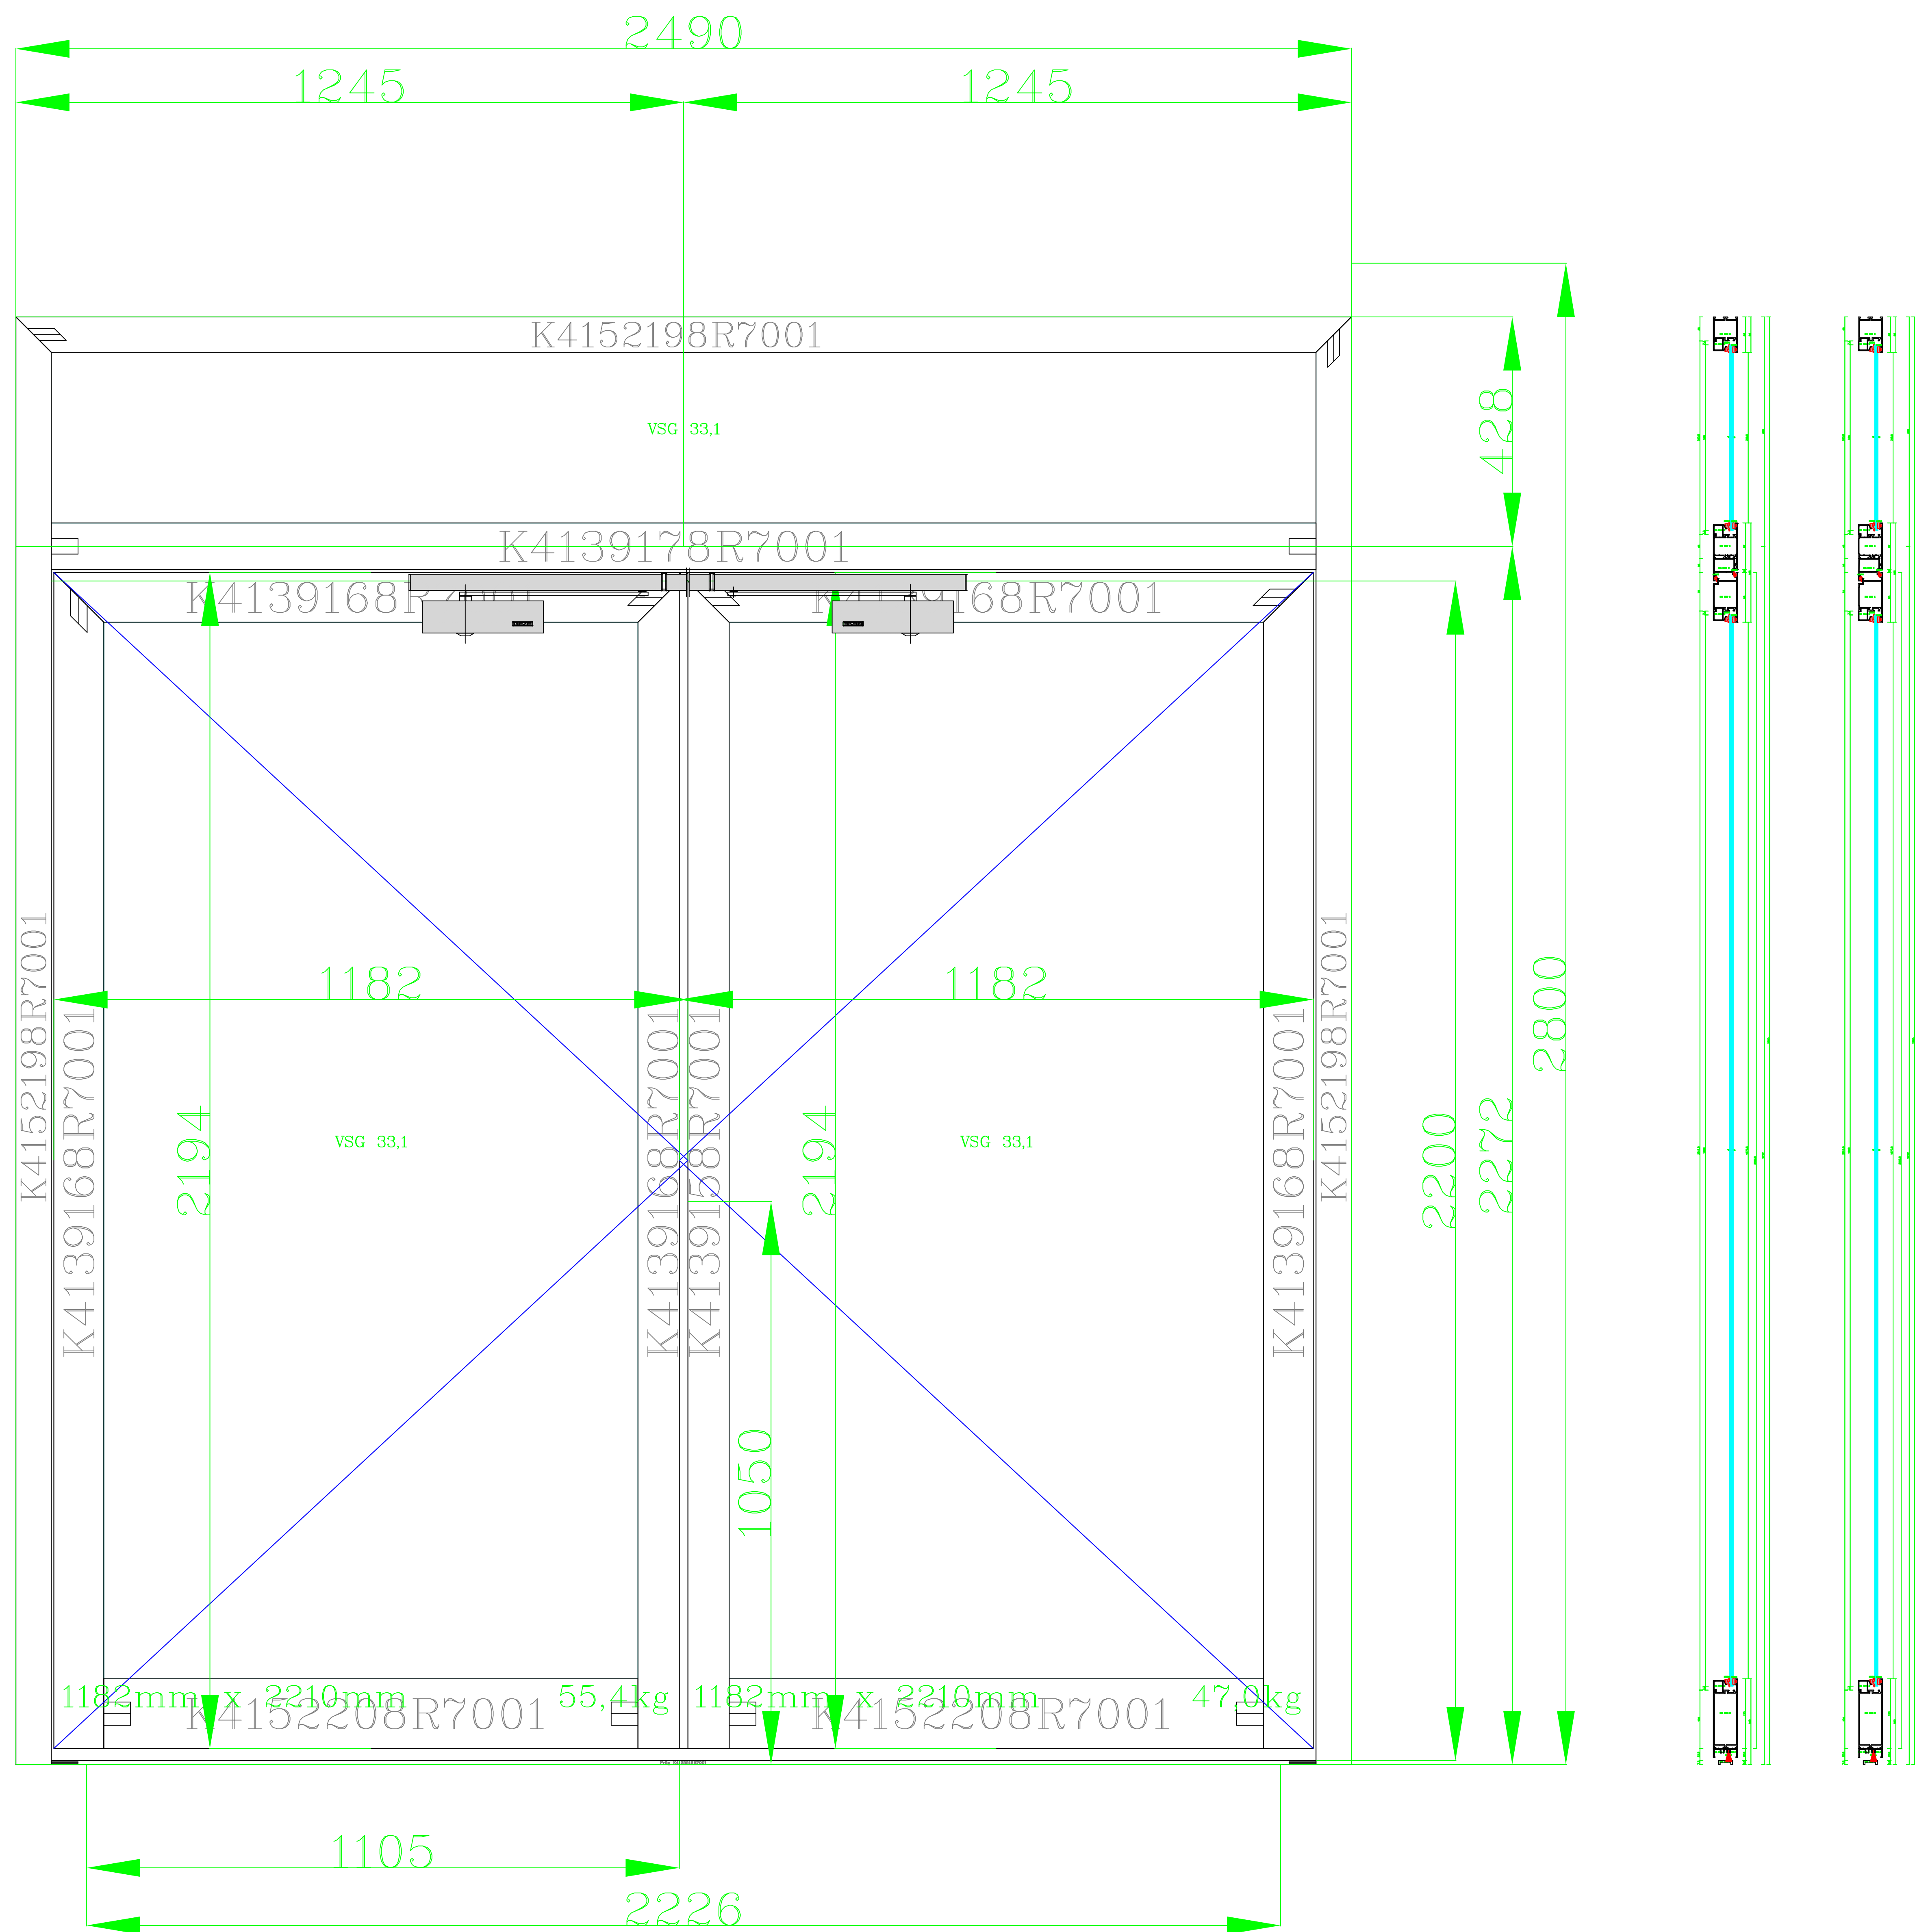 2490
1245 1245
K4152198R7001
VSG 33,1
428
K4139178R7001
K4139168R7001 K4139168R7001
K4152198R7001
K4139168R7001
1182
2194
VSG 33,1
K4139168R7001
K4139158R7001
1182
2194
VSG 33,1
1050
K4139168R7001
K4152198R7001
2200
2272
2800
1182mm x 2210mm 55,4kg 1182mm x 2210mm 47,0kg
K4152208R7001 K4152208R7001
1105
2226